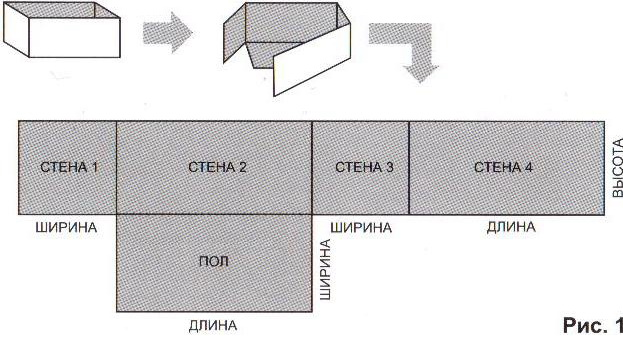 СТЕНА 1
СТЕНА 2
СТЕНА 3
СТЕНА 4
ВЫСОТА
ШИРИНА
ШИРИНА
ДЛИНА
ПОЛ
ШИРИНА
ДЛИНА
Рис. 1